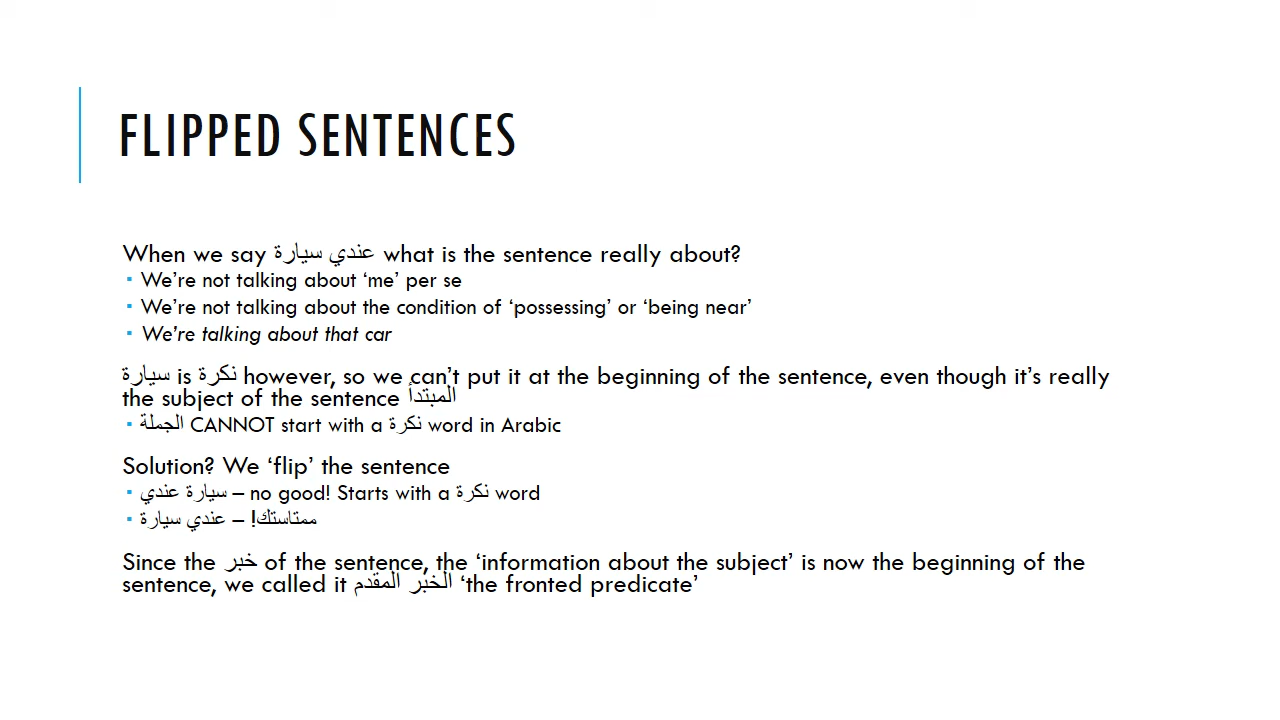 FLIPPED SENTENCES
When we say عندي سيارة what is the sentence really about?
▪ We’re not talking about ‘me’ per se
▪ We’re not talking about the condition of ‘possessing’ or ‘being near’
▪ We’re talking about that car
سيارة is نكرة however, so we can’t put it at the beginning of the sentence, even though it’s really
the subject of the sentence المبتدأ
▪ الجملة CANNOT start with a نكرة word in Arabic
Solution? We ‘flip’ the sentence
▪ سيارة عندي – no good! Starts with a نكرة word
▪ عندي سيارة – !ممتاستك
Since the خبر of the sentence, the ‘information about the subject’ is now the beginning of the
sentence, we called it الخبر المقدم ‘the fronted predicate’